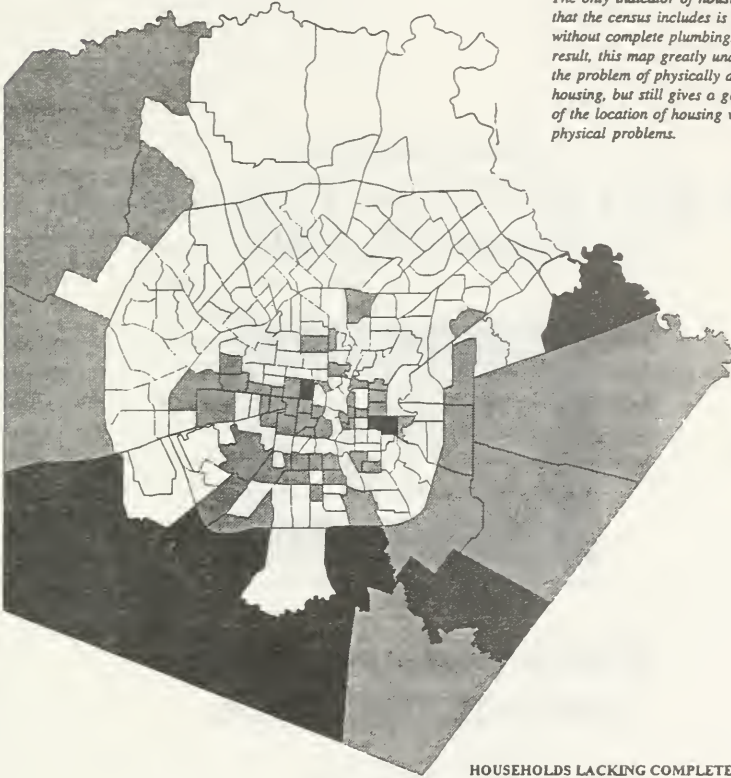 that the census includes is
without complete plumbing
result, this map greatly
the problem of physically
housing, but still gives a
of the location of housing
physical problems.
HOUSEHOLDS LACKING COMPLETE